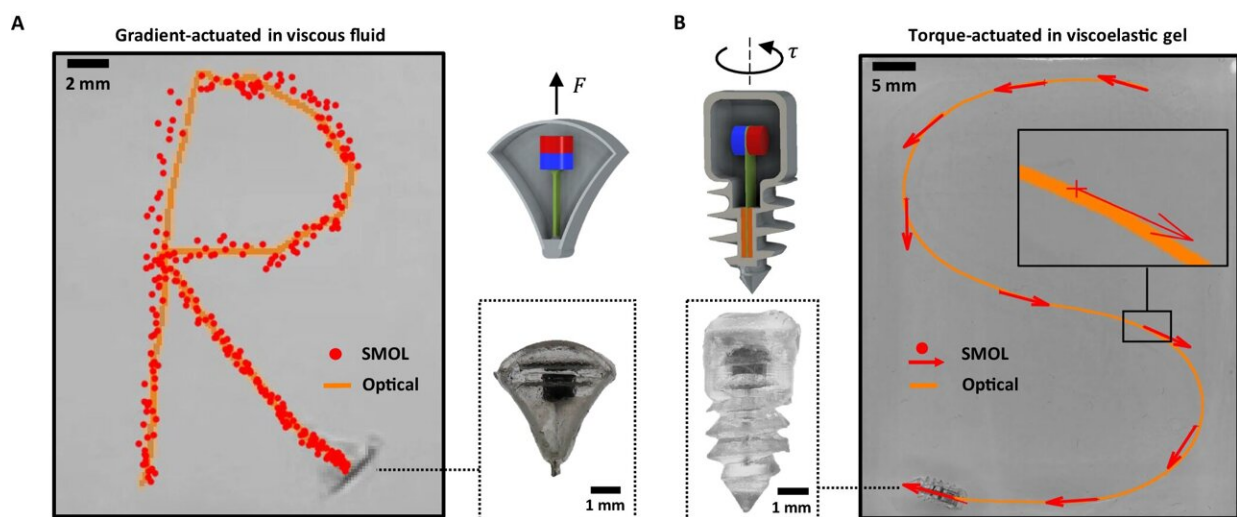 A
Gradient-actuated in viscous fluid
2 mm
F
SMOL
Optical
1 mm
B
τ
Torque-actuated in viscoelastic gel
5 mm
SMOL
Optical
1 mm